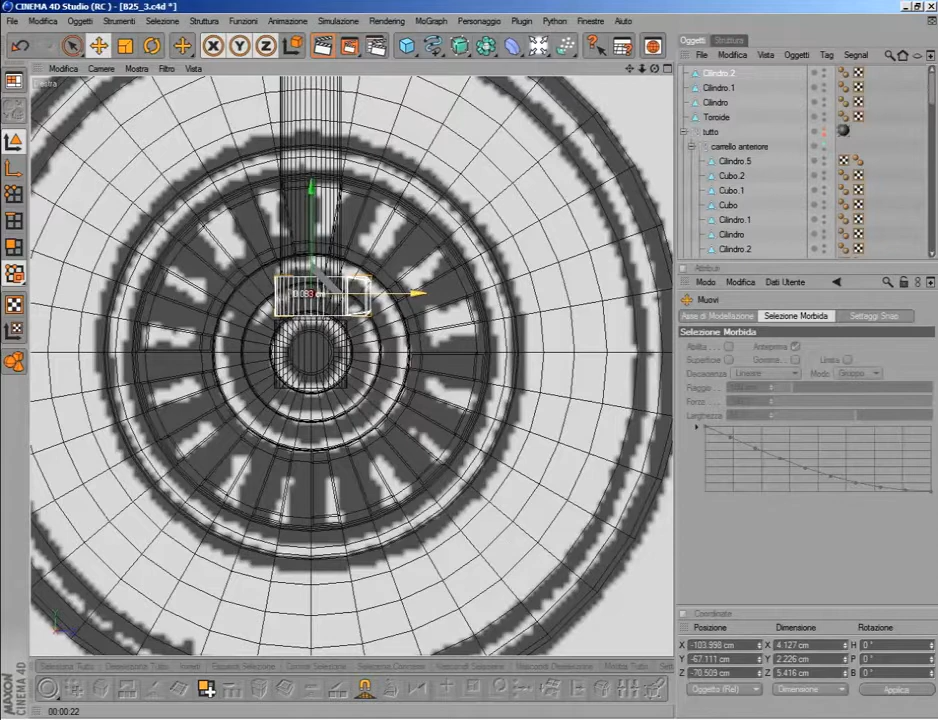 CINEMA 4D Studio (RC) - [B25_3.c4d *]
File Modifica Oggetti Strumenti Selezione Struttura Funzioni Animazione Simulazione Rendering MoGraph Personaggio Plugin Python Finestre Aiuto
Oggetti Struttura
Modifica Camere Mostra Filtro Vista
File Modifica Vista Oggetti Tag Segnal
Destra
Cilindro.2
Cilindro.1
Cilindro
Toroide
tutto
carrello anteriore
Cilindro.5
Cubo.2
Cubo.1
Cubo
Cilindro.1
Cilindro
Cilindro.2
Attributi
Modo Modifica Dati Utente
Muovi
Asse di Modellazione Selezione Morbida Settaggi Snap
Selezione Morbida
Abilita Anteprima
Superficie Gomma Limita
Decadenza Lineare Modo Gruppo
Raggio
Forza
Larghezza
Coordinate
Posizione Dimensione Rotazione
X -103.998 cm X 4.127 cm H 0 °
Y -67.111 cm Y 2.226 cm P 0 °
Z -70.509 cm Z 5.416 cm B 0 °
Oggetto (Rel) Dimensione Applica
Y
MAXON
CINEMA 4D
00:00:22